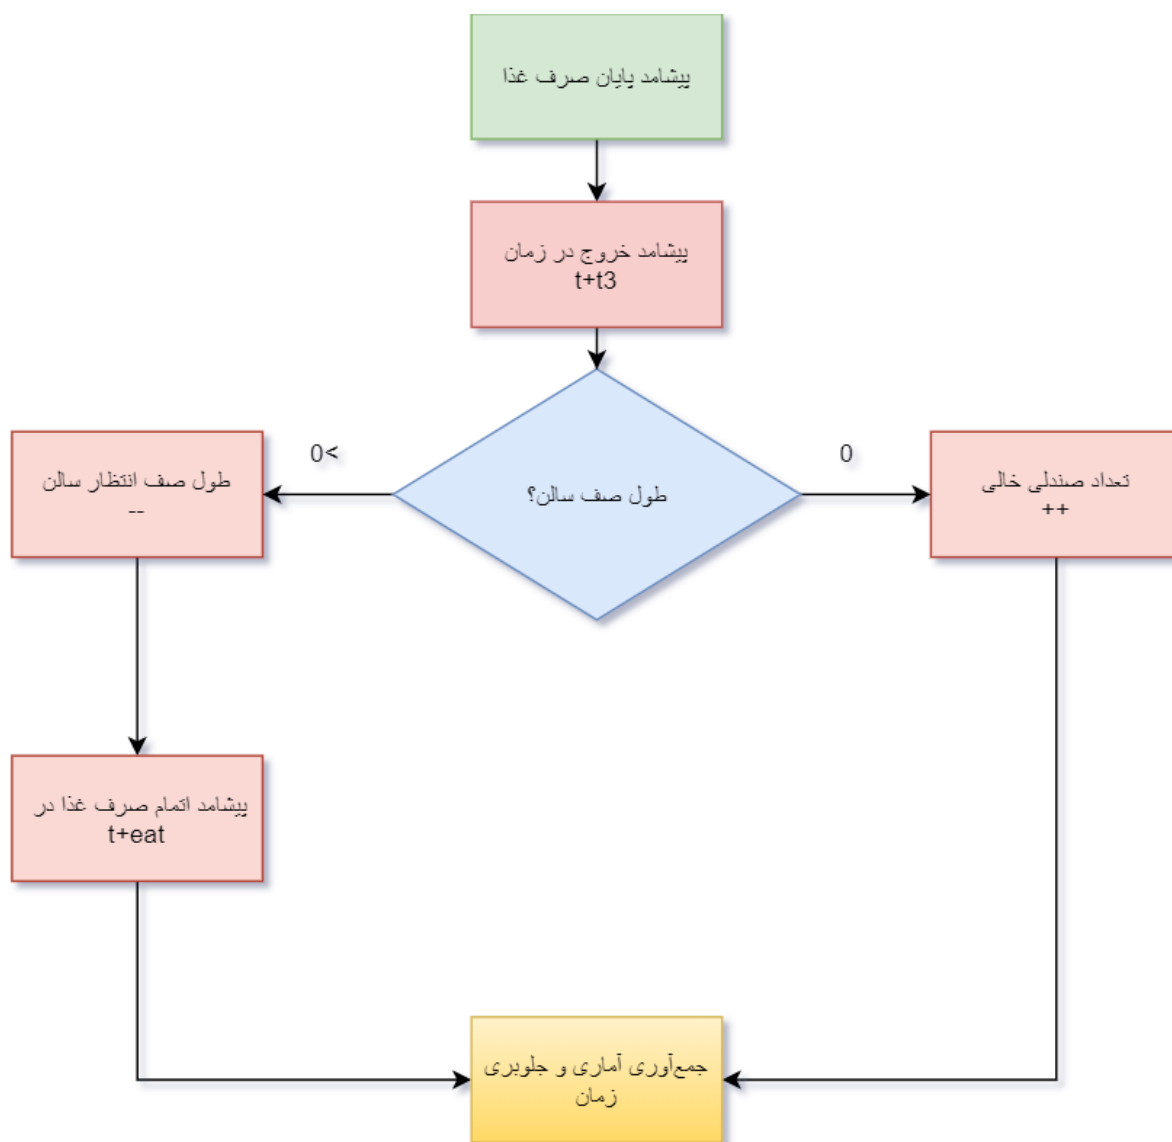 پیشامد پایان صرف غذا
پیشامد خروج در زمان
t+t3
0<
0
طول صف انتظار سالن
--
طول صف سالن؟
تعداد صندلی خالی
++
پیشامد اتمام صرف غذا در
t+eat
جمع‌آوری آماری و جلوبری
زمان